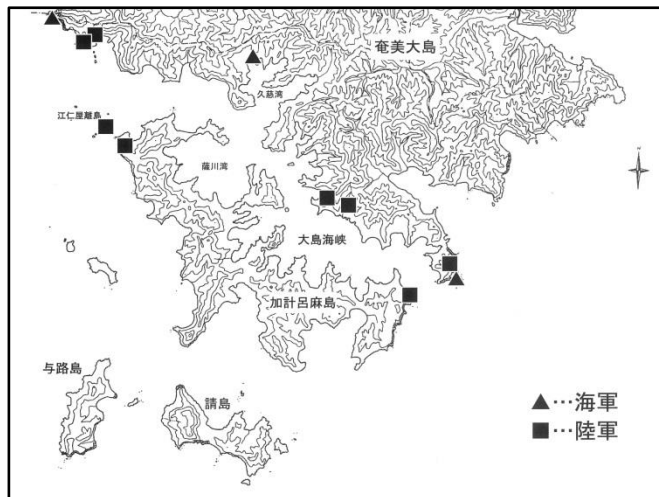 奄美大島
久慈湾
江仁屋離島
薩川湾
大島海峡
加計呂麻島
与路島
請島
▲…海軍
■…陸軍